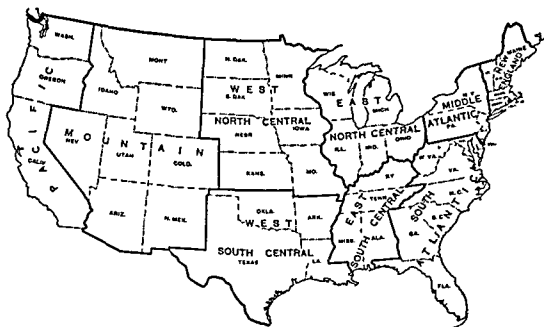 WASH.
OREGON
CALIF.
PACIFIC
MONT
IDAHO
WYO.
NEV.
UTAH
COLO.
ARIZ.
N. MEX.
MOUNTAIN
N. DAK.
S. DAK.
MINN
NEBR
IOWA
KANS.
MO.
WEST
NORTH CENTRAL
WIS
MICH
ILL.
IND.
OHIO
EAST
NORTH CENTRAL
OKLA.
ARK.
TEXAS
LA.
WEST
SOUTH CENTRAL
KY
TENN
MISS
ALA.
EAST
SOUTH CENTRAL
W VA.
VA.
N.C.
S.C.
GA.
FLA.
SOUTH
ATLANTIC
N Y
PA.
MIDDLE
ATLANTIC
MAINE
NEW
ENGLAND